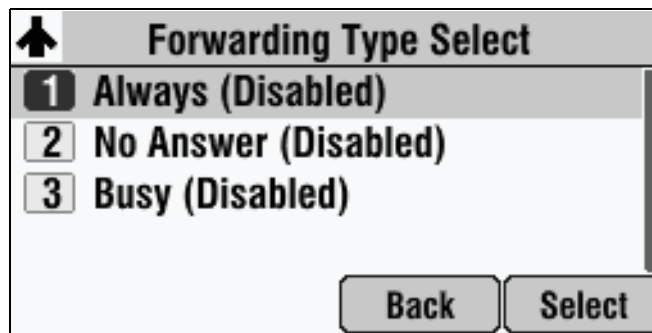 Forwarding Type Select
1 Always (Disabled)
2 No Answer (Disabled)
3 Busy (Disabled)
Back Select